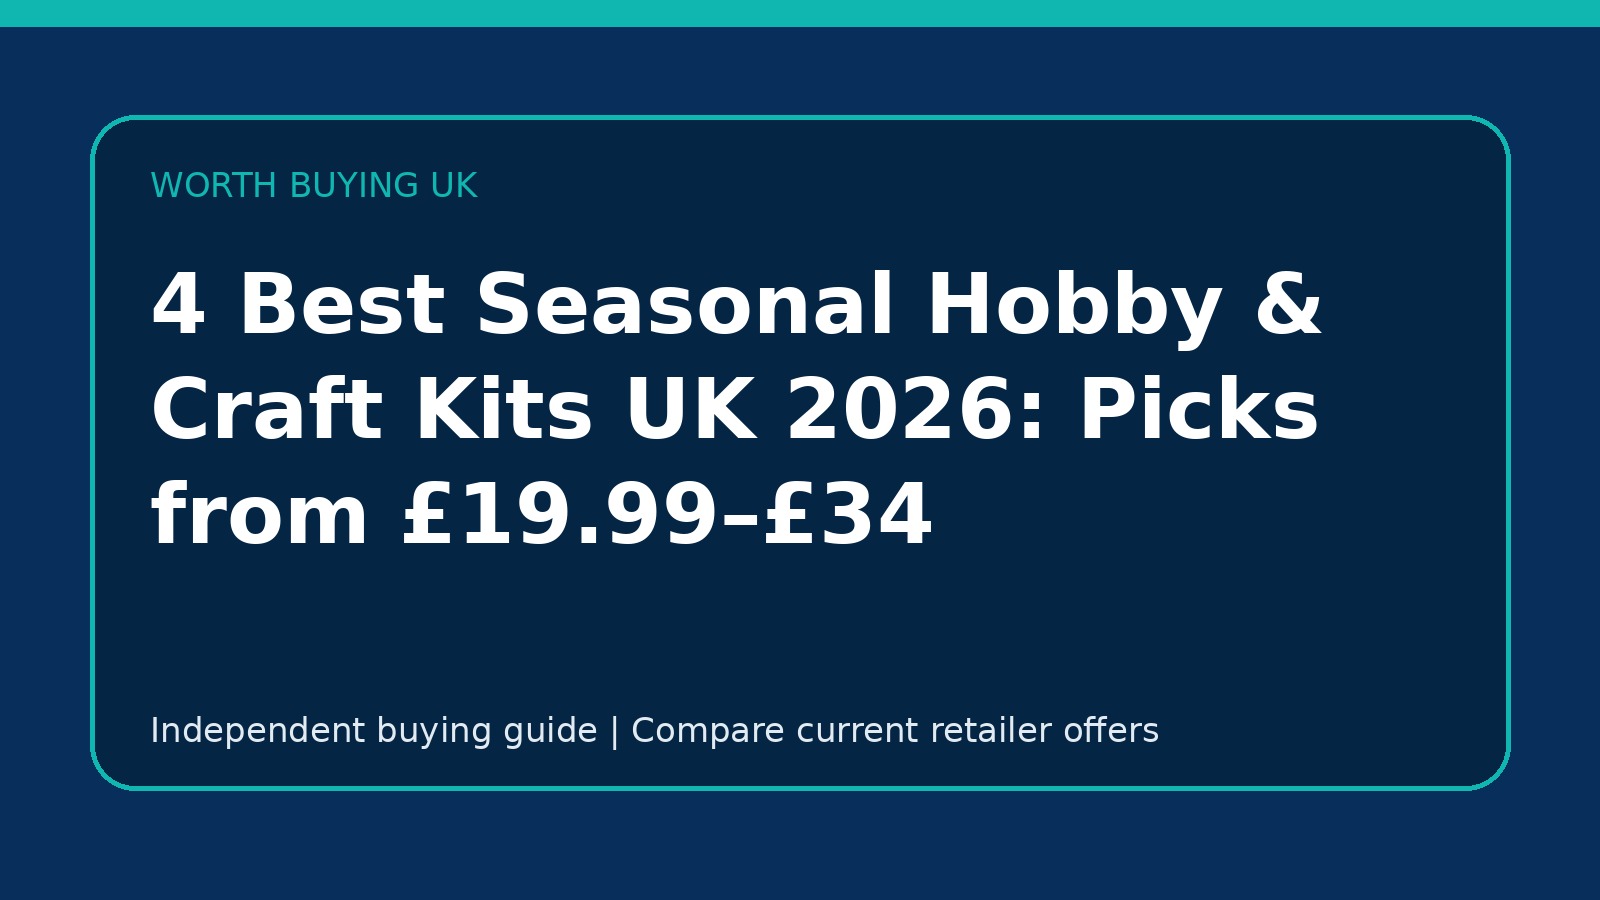 WORTH BUYING UK
4 Best Seasonal Hobby &
Craft Kits UK 2026: Picks
from £19.99–£34
Independent buying guide | Compare current retailer offers